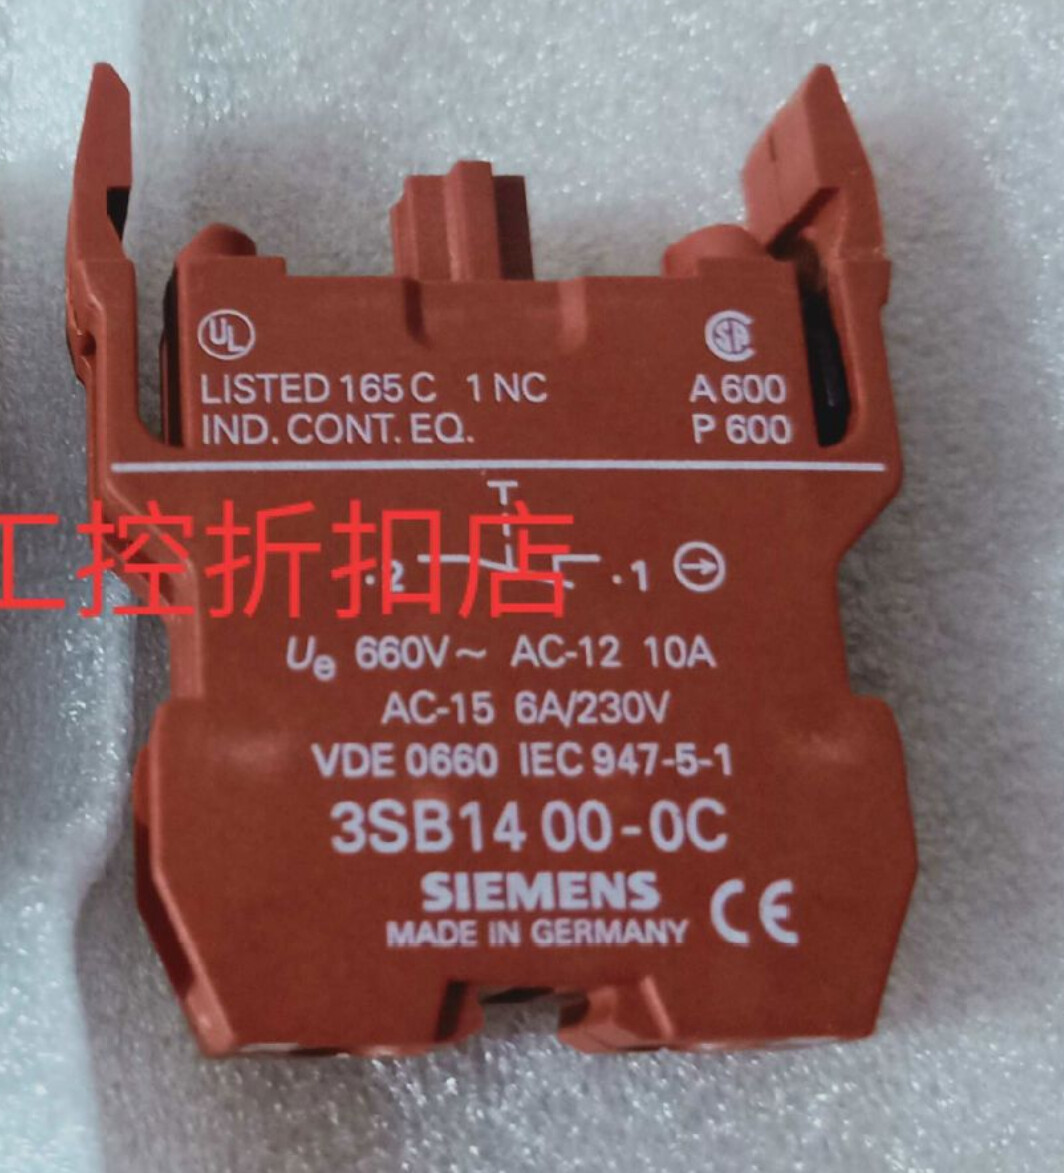 UL
SP
LISTED 165 C 1 NC
A 600
IND. CONT. EQ.
P 600
工控折扣店
.2
.1
Ue 660V ~ AC-12 10A
AC-15 6A/230V
VDE 0660 IEC 947-5-1
3SB14 00-0C
SIEMENS
MADE IN GERMANY
CE